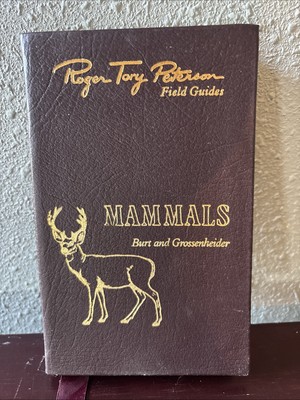 Roger Tory Peterson
Field Guides
MAMMALS
Burt and Grossenheider